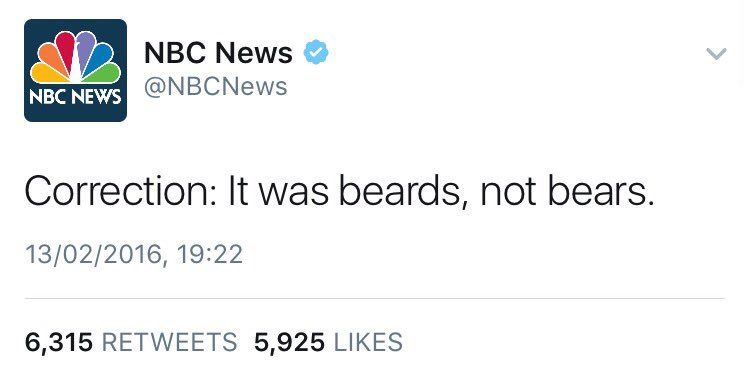 NBC News
@NBCNews
NBC NEWS
Correction: It was beards, not bears.
13/02/2016, 19:22
6,315 RETWEETS 5,925 LIKES